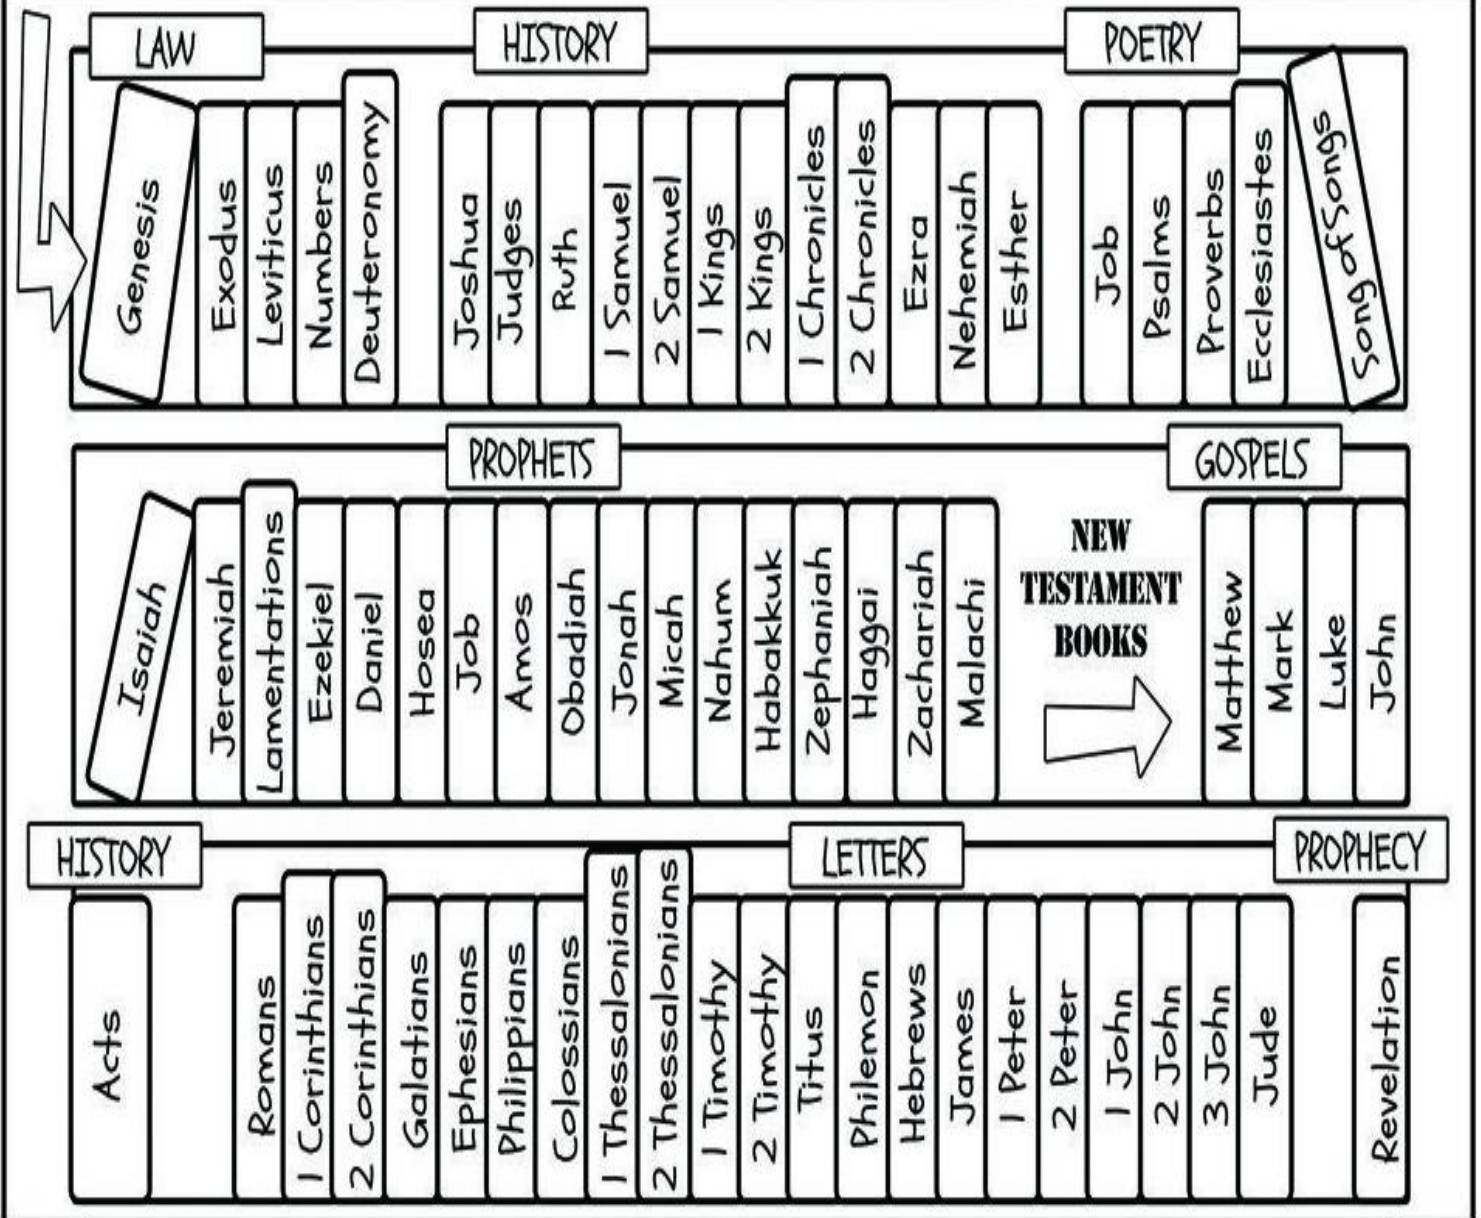 LAW
HISTORY
POETRY
Genesis
Exodus
Leviticus
Numbers
Deuteronomy
Joshua
Judges
Ruth
1 Samuel
2 Samuel
1 Kings
2 Kings
1 Chronicles
2 Chronicles
Ezra
Nehemiah
Esther
Job
Psalms
Proverbs
Ecclesiastes
Song of Songs
PROPHETS
GOSPELS
Isaiah
Jeremiah
Lamentations
Ezekiel
Daniel
Hosea
Job
Amos
Obadiah
Jonah
Micah
Nahum
Habakkuk
Zephaniah
Haggai
Zachariah
Malachi
NEW
TESTAMENT
BOOKS
Matthew
Mark
Luke
John
HISTORY
LETTERS
PROPHECY
Acts
Romans
1 Corinthians
2 Corinthians
Galatians
Ephesians
Philippians
Colossians
1 Thessalonians
2 Thessalonians
1 Timothy
2 Timothy
Titus
Philemon
Hebrews
James
1 Peter
2 Peter
1 John
2 John
3 John
Jude
Revelation